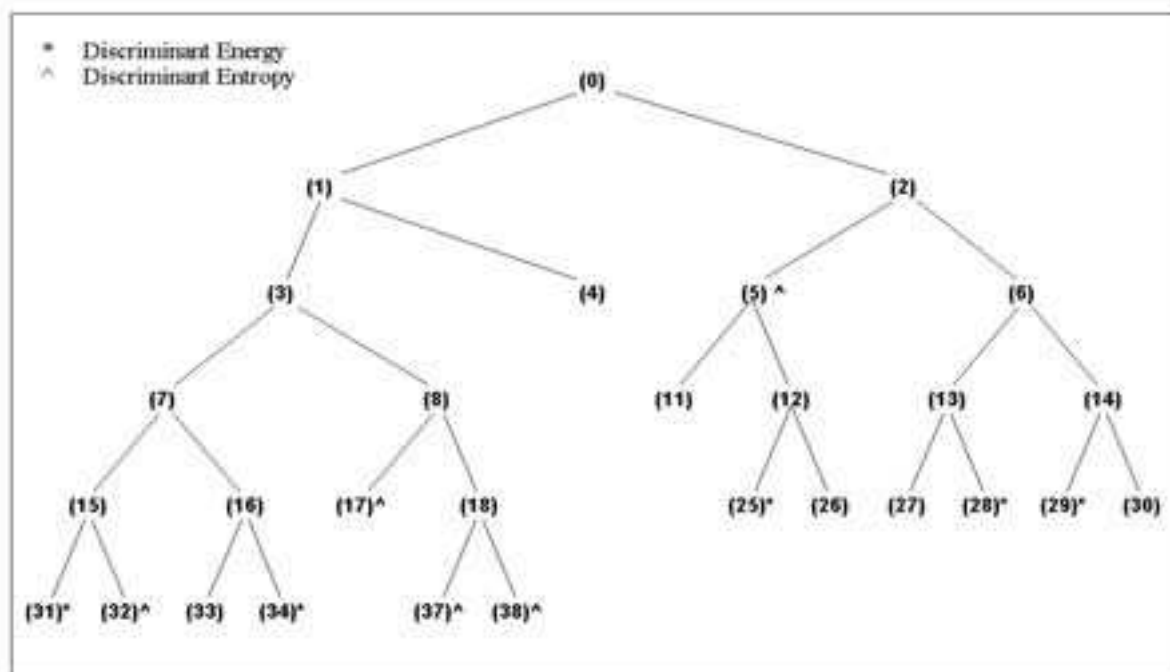 * Discriminant Energy
^ Discriminant Entropy
(0)
(1) (2)
(3) (4) (5) ^ (6)
(7) (8) (11) (12) (13) (14)
(15) (16) (17)^ (18) (25)* (26) (27) (28)* (29)* (30)
(31)* (32)^ (33) (34)* (37)^ (38)^